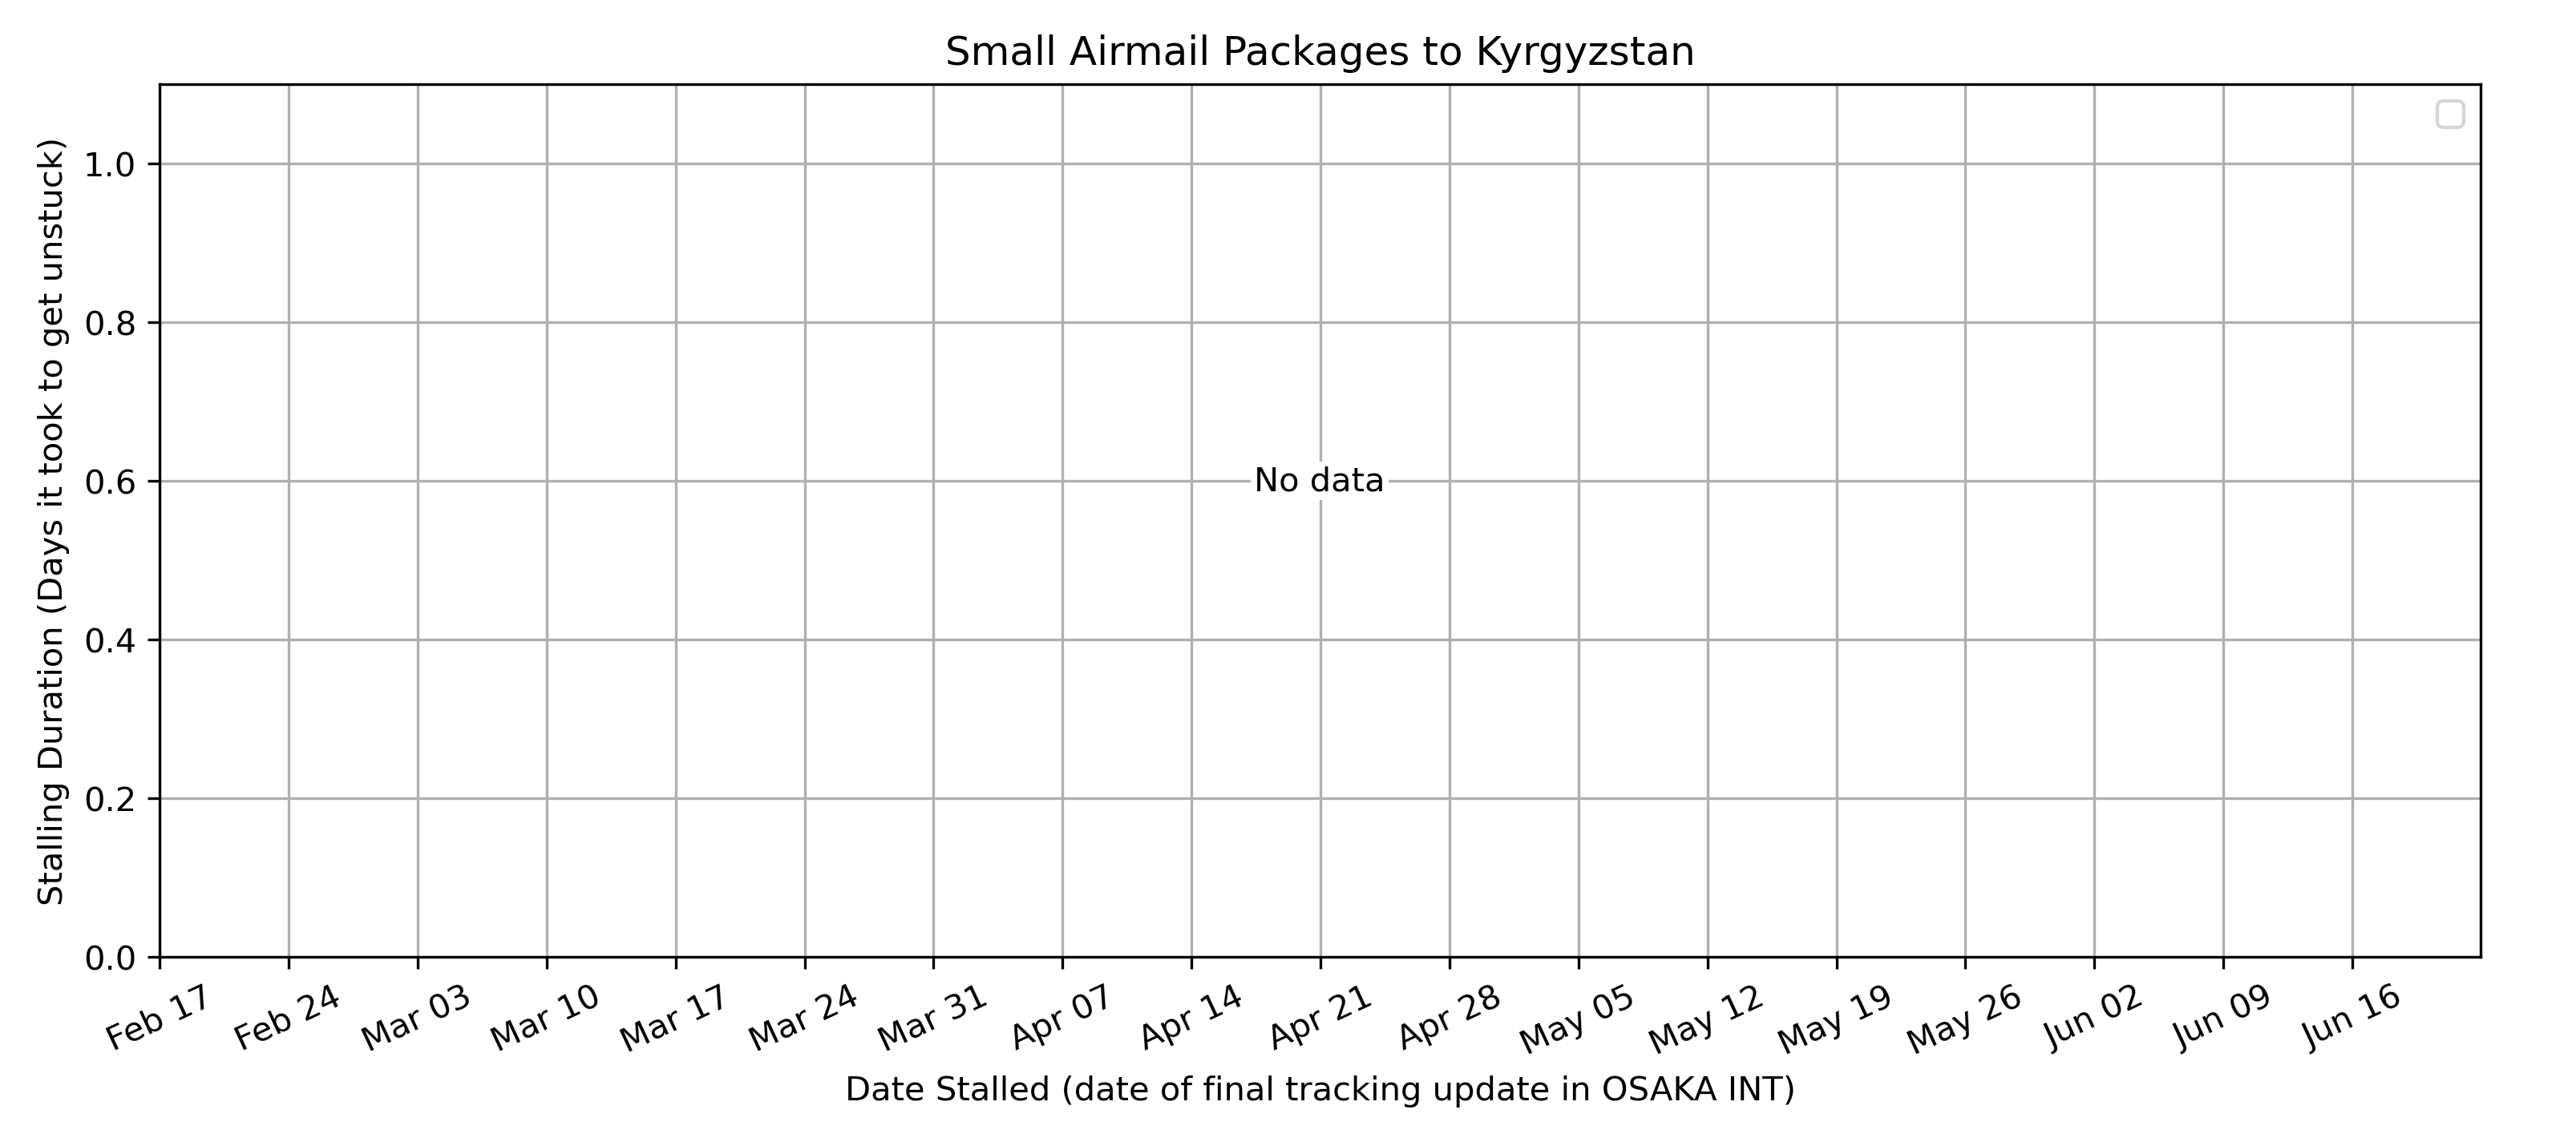 Small Airmail Packages to Kyrgyzstan
Stalling Duration (Days it took to get unstuck)
1.0
0.8
0.6
0.4
0.2
0.0
No data
Feb 17
Feb 24
Mar 03
Mar 10
Mar 17
Mar 24
Mar 31
Apr 07
Apr 14
Apr 21
Apr 28
May 05
May 12
May 19
May 26
Jun 02
Jun 09
Jun 16
Date Stalled (date of final tracking update in OSAKA INT)